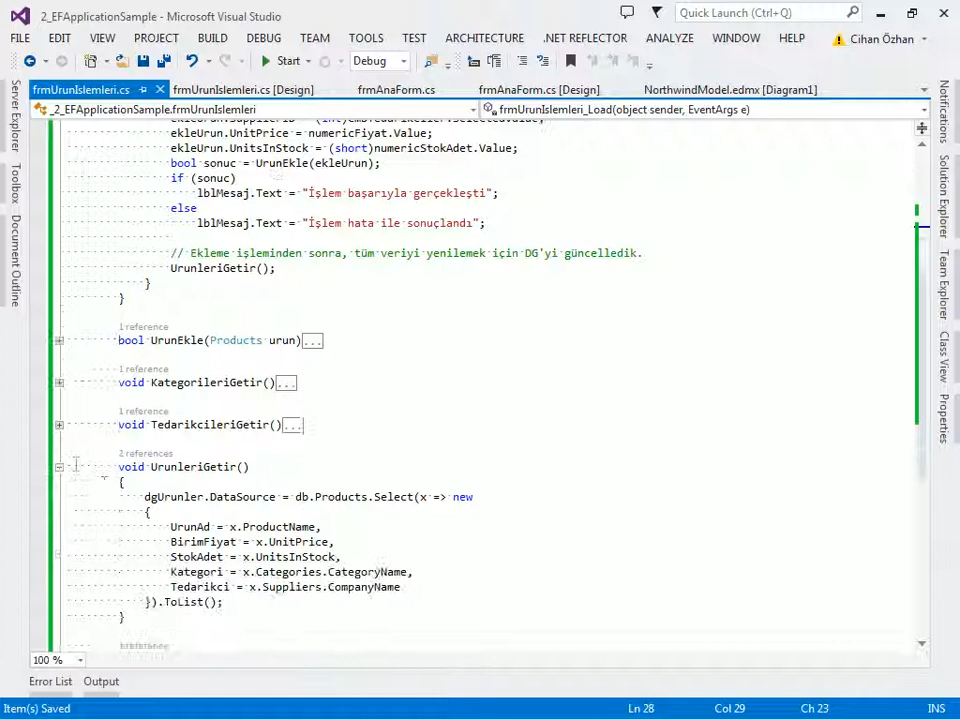 2_EFApplicationSample - Microsoft Visual Studio
Quick Launch (Ctrl+Q)
FILE EDIT VIEW PROJECT BUILD DEBUG TEAM TOOLS TEST ARCHITECTURE .NET REFLECTOR ANALYZE WINDOW HELP Cihan Özhan
Start Debug
frmUrunIslemleri.cs frmUrunIslemleri.cs [Design] frmAnaForm.cs frmAnaForm.cs [Design] NorthwindModel.edmx [Diagram1]
_2_EFApplicationSample.frmUrunIslemleri frmUrunIslemleri_Load(object sender, EventArgs e)
ekleUrun.UnitPrice = numericFiyat.Value;
ekleUrun.UnitsInStock = (short)numericStokAdet.Value;
bool sonuc = UrunEkle(ekleUrun);
if (sonuc)
lblMesaj.Text = "İşlem başarıyla gerçekleşti";
else
lblMesaj.Text = "İşlem hata ile sonuçlandı";
// Ekleme işleminden sonra, tüm veriyi yenilemek için DG'yi güncelledik.
UrunleriGetir();
}
}
1 reference
bool UrunEkle(Products urun)...
1 reference
void KategorileriGetir()...
1 reference
void TedarikcileriGetir()...
2 references
void UrunleriGetir()
{
dgUrunler.DataSource = db.Products.Select(x => new
{
UrunAd = x.ProductName,
BirimFiyat = x.UnitPrice,
StokAdet = x.UnitsInStock,
Kategori = x.Categories.CategoryName,
Tedarikci = x.Suppliers.CompanyName
}).ToList();
}
100 %
Error List Output
Item(s) Saved Ln 28 Col 29 Ch 23 INS
Server Explorer
Toolbox
Document Outline
Notifications
Solution Explorer
Team Explorer
Class View
Properties